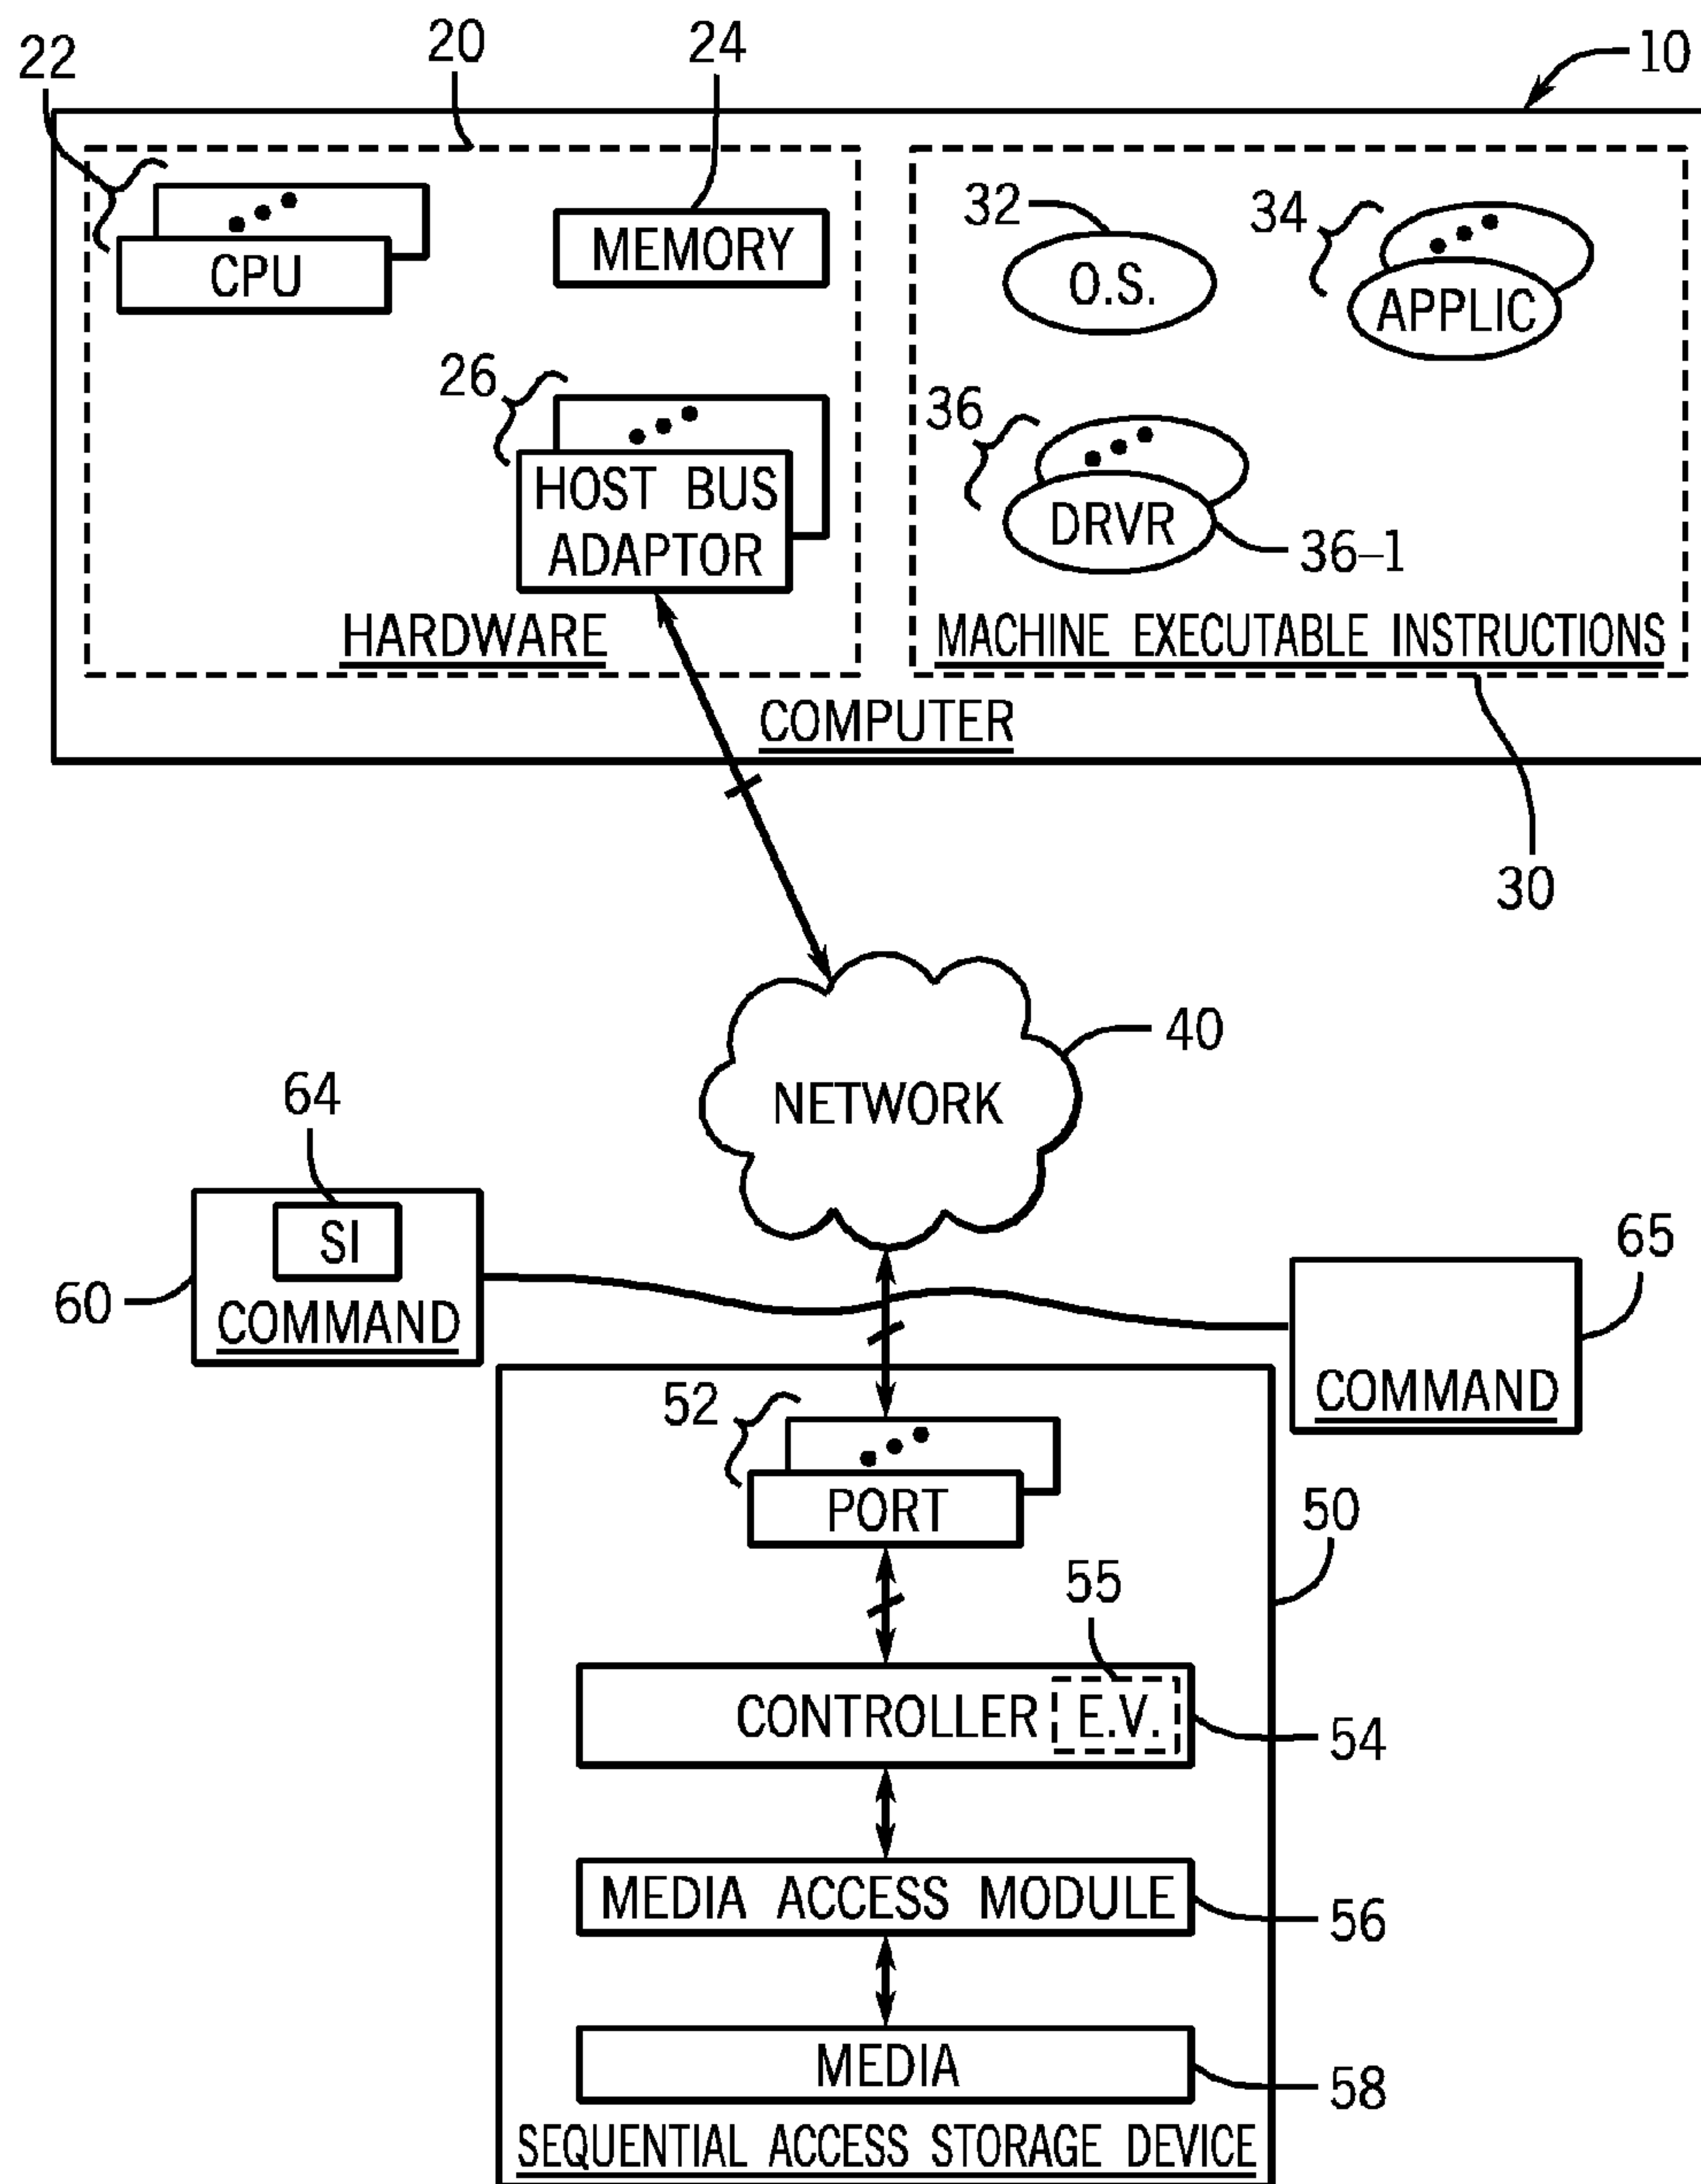 22
20
24
10
CPU
MEMORY
32
O.S.
34
APPLIC
26
HOST BUS
ADAPTOR
36
DRVR
36–1
HARDWARE
MACHINE EXECUTABLE INSTRUCTIONS
COMPUTER
30
40
NETWORK
64
SI
60
COMMAND
65
COMMAND
52
PORT
50
55
CONTROLLER
E.V.
54
MEDIA ACCESS MODULE
56
MEDIA
58
SEQUENTIAL ACCESS STORAGE DEVICE